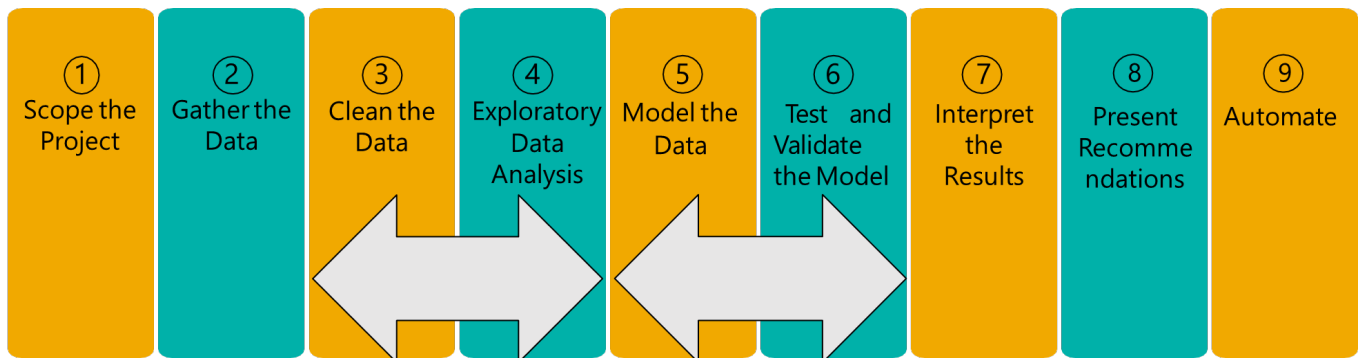 1
Scope the
Project
2
Gather the
Data
3
Clean the
Data
4
Exploratory
Data
Analysis
5
Model the
Data
6
Test and
Validate
the Model
7
Interpret
the
Results
8
Present
Recomme
ndations
9
Automate